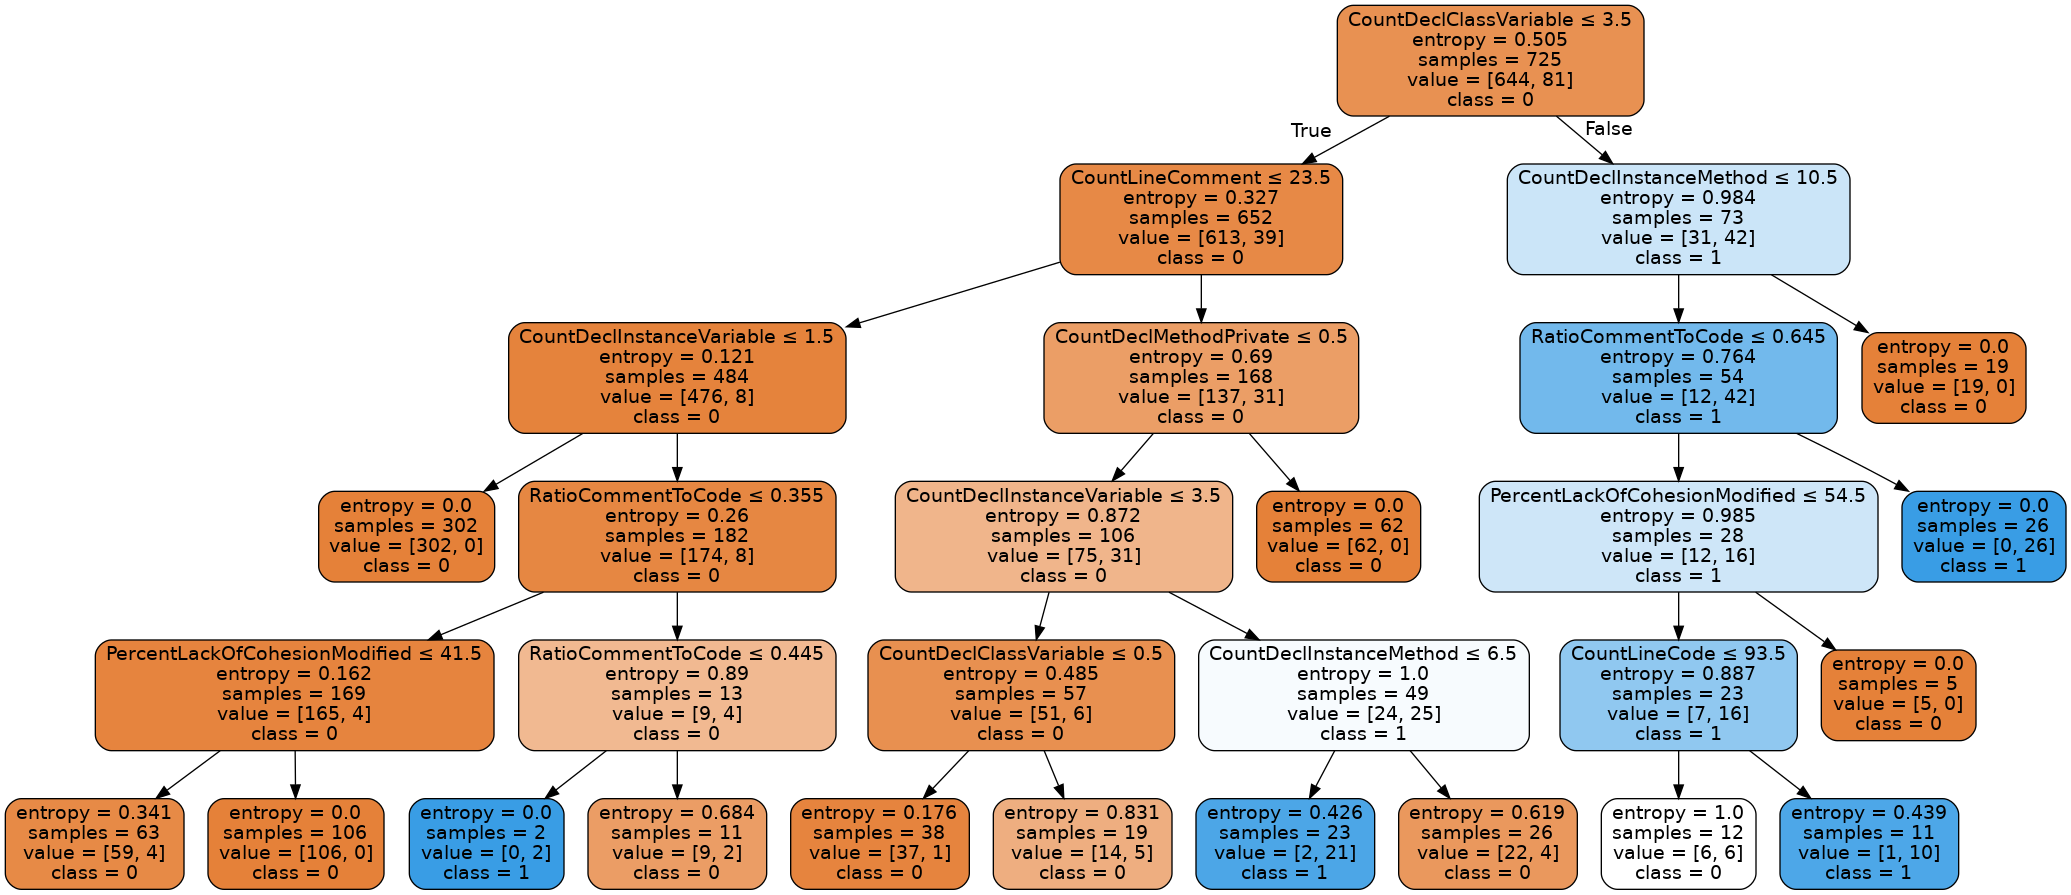 CountDeclClassVariable ≤ 3.5
entropy = 0.505
samples = 725
value = [644, 81]
class = 0
True
False
CountLineComment ≤ 23.5
entropy = 0.327
samples = 652
value = [613, 39]
class = 0
CountDeclInstanceMethod ≤ 10.5
entropy = 0.984
samples = 73
value = [31, 42]
class = 1
CountDeclInstanceVariable ≤ 1.5
entropy = 0.121
samples = 484
value = [476, 8]
class = 0
CountDeclMethodPrivate ≤ 0.5
entropy = 0.69
samples = 168
value = [137, 31]
class = 0
RatioCommentToCode ≤ 0.645
entropy = 0.764
samples = 54
value = [12, 42]
class = 1
entropy = 0.0
samples = 19
value = [19, 0]
class = 0
entropy = 0.0
samples = 302
value = [302, 0]
class = 0
RatioCommentToCode ≤ 0.355
entropy = 0.26
samples = 182
value = [174, 8]
class = 0
CountDeclInstanceVariable ≤ 3.5
entropy = 0.872
samples = 106
value = [75, 31]
class = 0
entropy = 0.0
samples = 62
value = [62, 0]
class = 0
PercentLackOfCohesionModified ≤ 54.5
entropy = 0.985
samples = 28
value = [12, 16]
class = 1
entropy = 0.0
samples = 26
value = [0, 26]
class = 1
PercentLackOfCohesionModified ≤ 41.5
entropy = 0.162
samples = 169
value = [165, 4]
class = 0
RatioCommentToCode ≤ 0.445
entropy = 0.89
samples = 13
value = [9, 4]
class = 0
CountDeclClassVariable ≤ 0.5
entropy = 0.485
samples = 57
value = [51, 6]
class = 0
CountDeclInstanceMethod ≤ 6.5
entropy = 1.0
samples = 49
value = [24, 25]
class = 1
CountLineCode ≤ 93.5
entropy = 0.887
samples = 23
value = [7, 16]
class = 1
entropy = 0.0
samples = 5
value = [5, 0]
class = 0
entropy = 0.341
samples = 63
value = [59, 4]
class = 0
entropy = 0.0
samples = 106
value = [106, 0]
class = 0
entropy = 0.0
samples = 2
value = [0, 2]
class = 1
entropy = 0.684
samples = 11
value = [9, 2]
class = 0
entropy = 0.176
samples = 38
value = [37, 1]
class = 0
entropy = 0.831
samples = 19
value = [14, 5]
class = 0
entropy = 0.426
samples = 23
value = [2, 21]
class = 1
entropy = 0.619
samples = 26
value = [22, 4]
class = 0
entropy = 1.0
samples = 12
value = [6, 6]
class = 0
entropy = 0.439
samples = 11
value = [1, 10]
class = 1